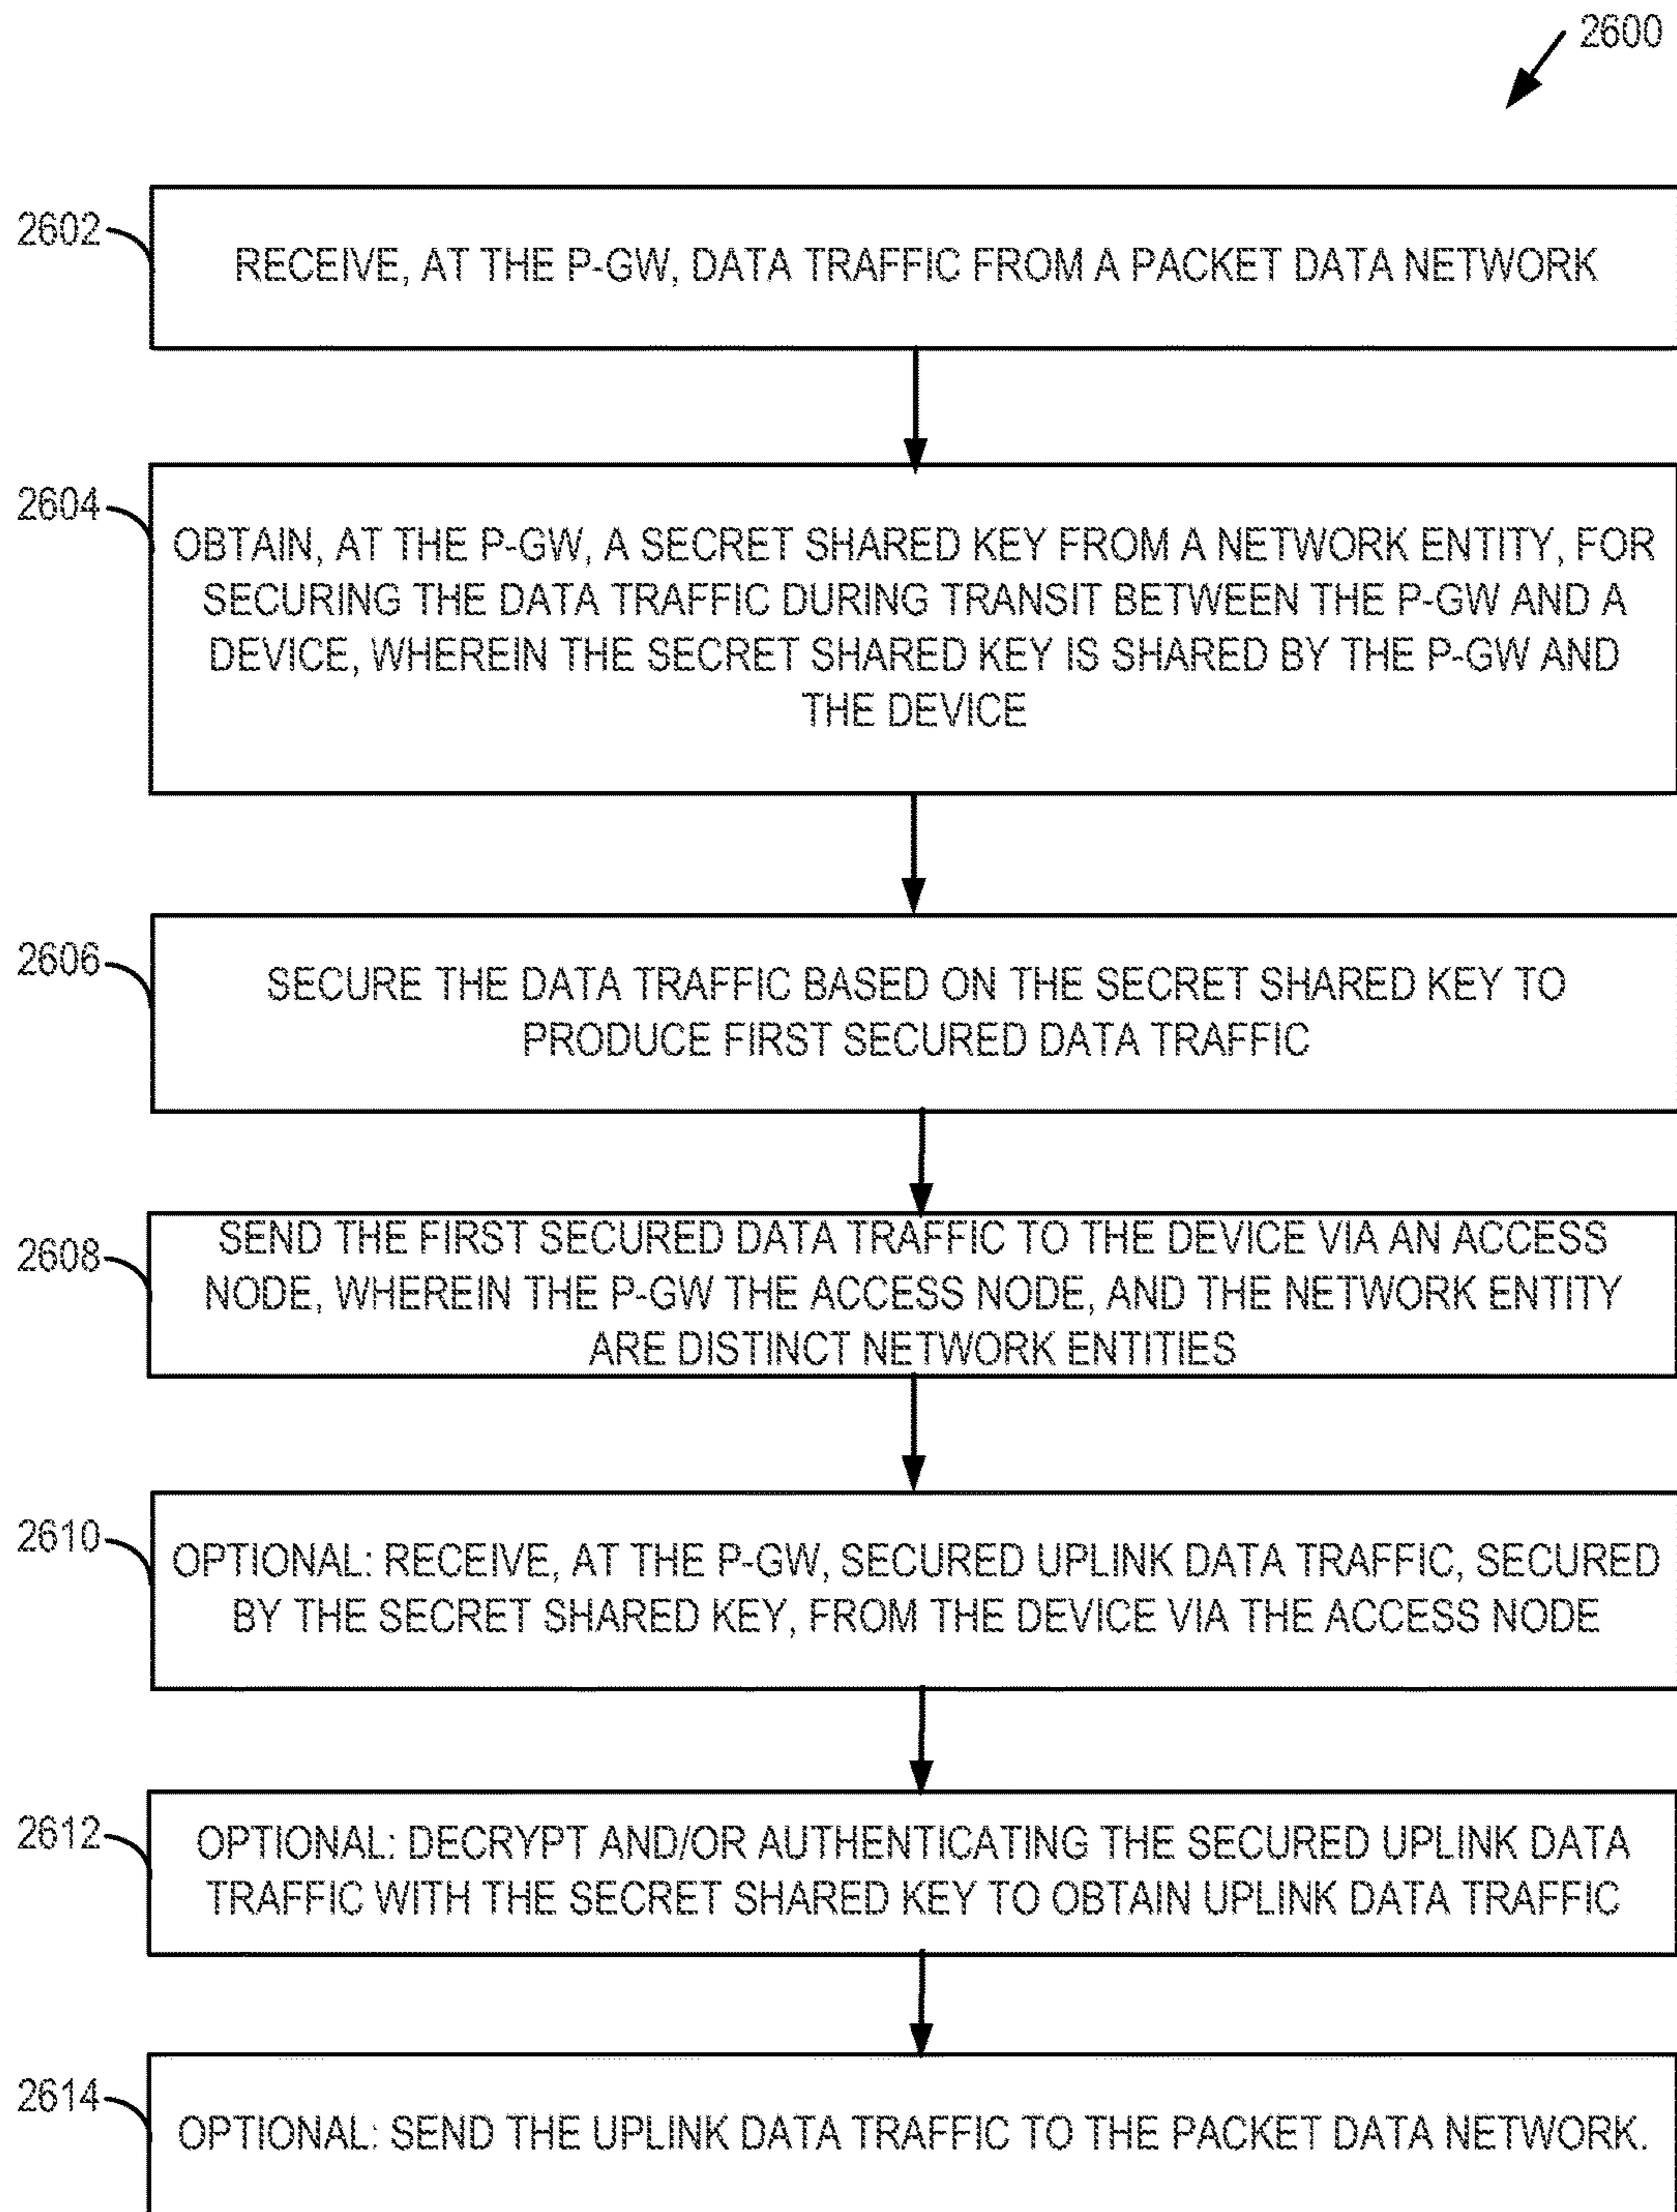 2600
2602
RECEIVE, AT THE P-GW, DATA TRAFFIC FROM A PACKET DATA NETWORK
2604
OBTAIN, AT THE P-GW, A SECRET SHARED KEY FROM A NETWORK ENTITY, FOR
SECURING THE DATA TRAFFIC DURING TRANSIT BETWEEN THE P-GW AND A
DEVICE, WHEREIN THE SECRET SHARED KEY IS SHARED BY THE P-GW AND
THE DEVICE
2606
SECURE THE DATA TRAFFIC BASED ON THE SECRET SHARED KEY TO
PRODUCE FIRST SECURED DATA TRAFFIC
2608
SEND THE FIRST SECURED DATA TRAFFIC TO THE DEVICE VIA AN ACCESS
NODE, WHEREIN THE P-GW THE ACCESS NODE, AND THE NETWORK ENTITY
ARE DISTINCT NETWORK ENTITIES
2610
OPTIONAL: RECEIVE, AT THE P-GW, SECURED UPLINK DATA TRAFFIC, SECURED
BY THE SECRET SHARED KEY, FROM THE DEVICE VIA THE ACCESS NODE
2612
OPTIONAL: DECRYPT AND/OR AUTHENTICATING THE SECURED UPLINK DATA
TRAFFIC WITH THE SECRET SHARED KEY TO OBTAIN UPLINK DATA TRAFFIC
2614
OPTIONAL: SEND THE UPLINK DATA TRAFFIC TO THE PACKET DATA NETWORK.